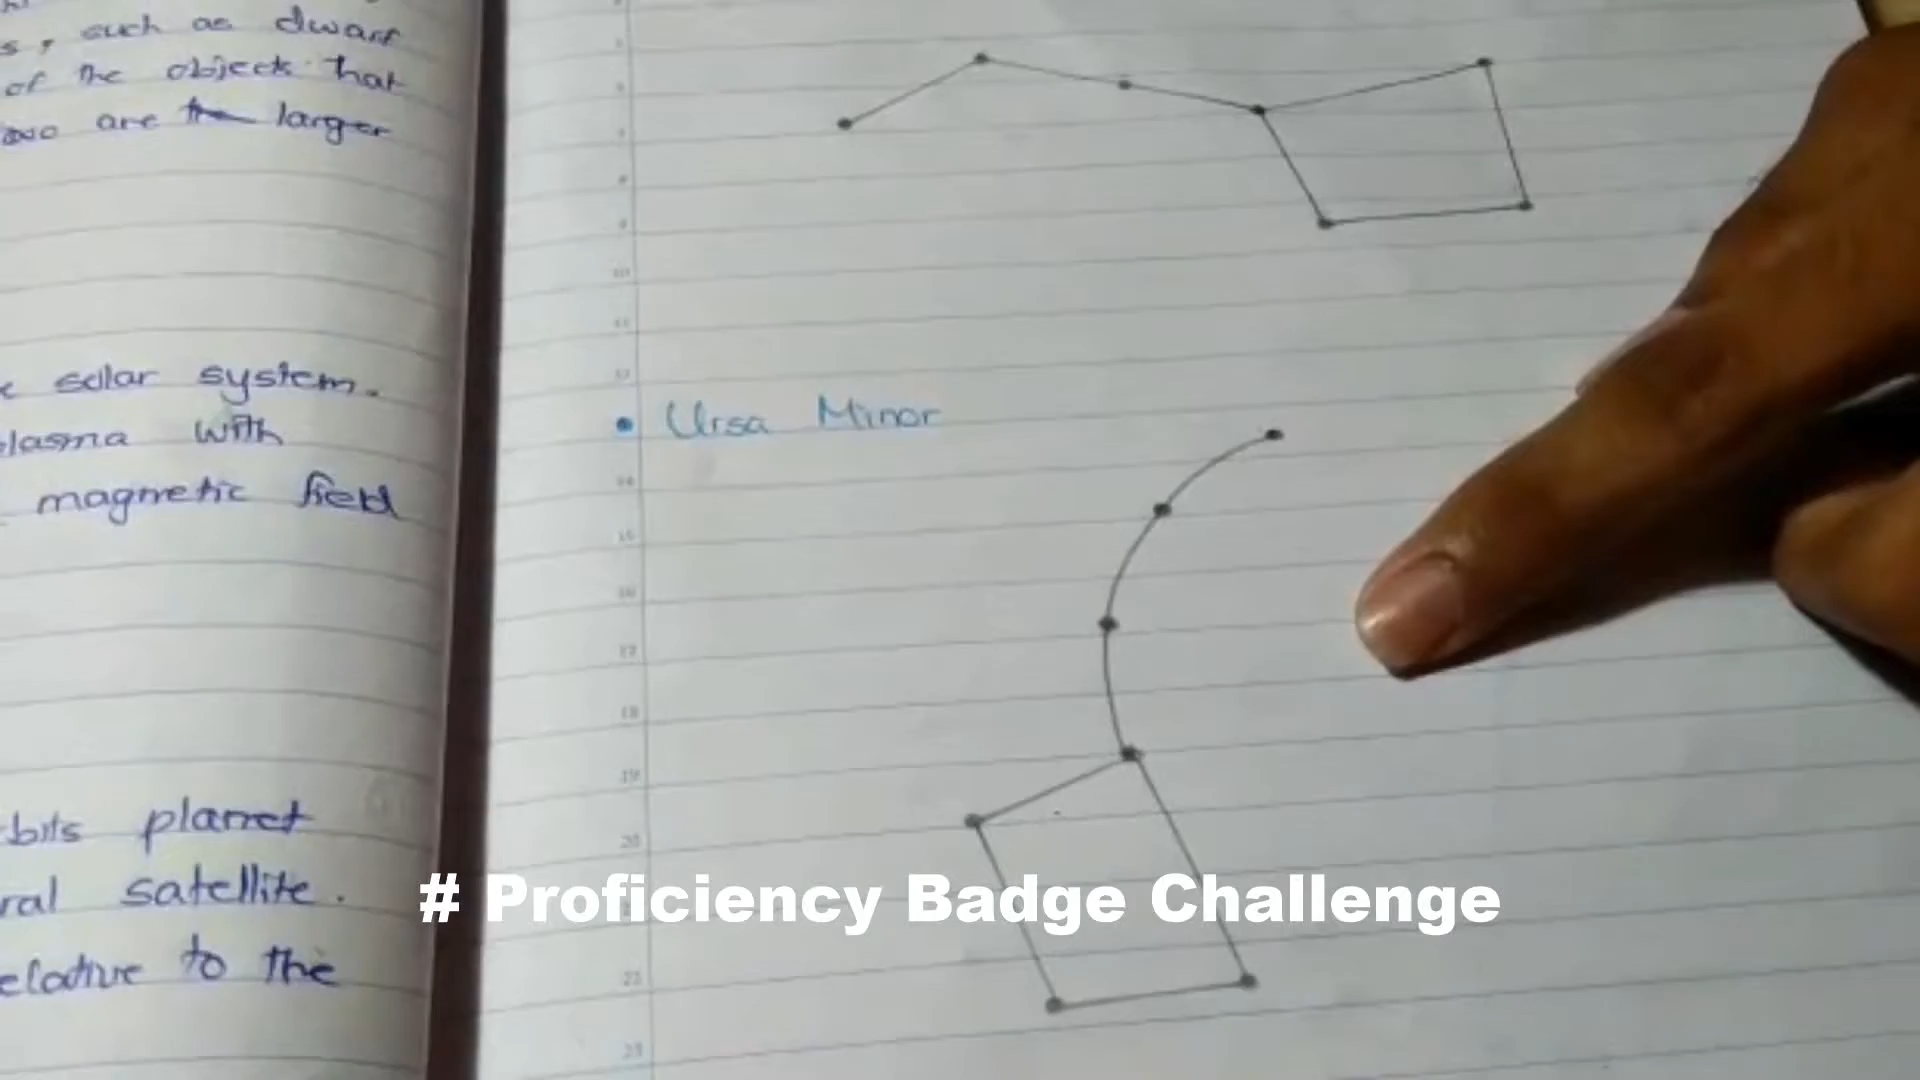 s, such as dwarf
of the objects that
are the larger
solar system.
plasma with
magnetic field
bits planet
ral satellite.
elative to the
• Ursa Minor
# Proficiency Badge Challenge